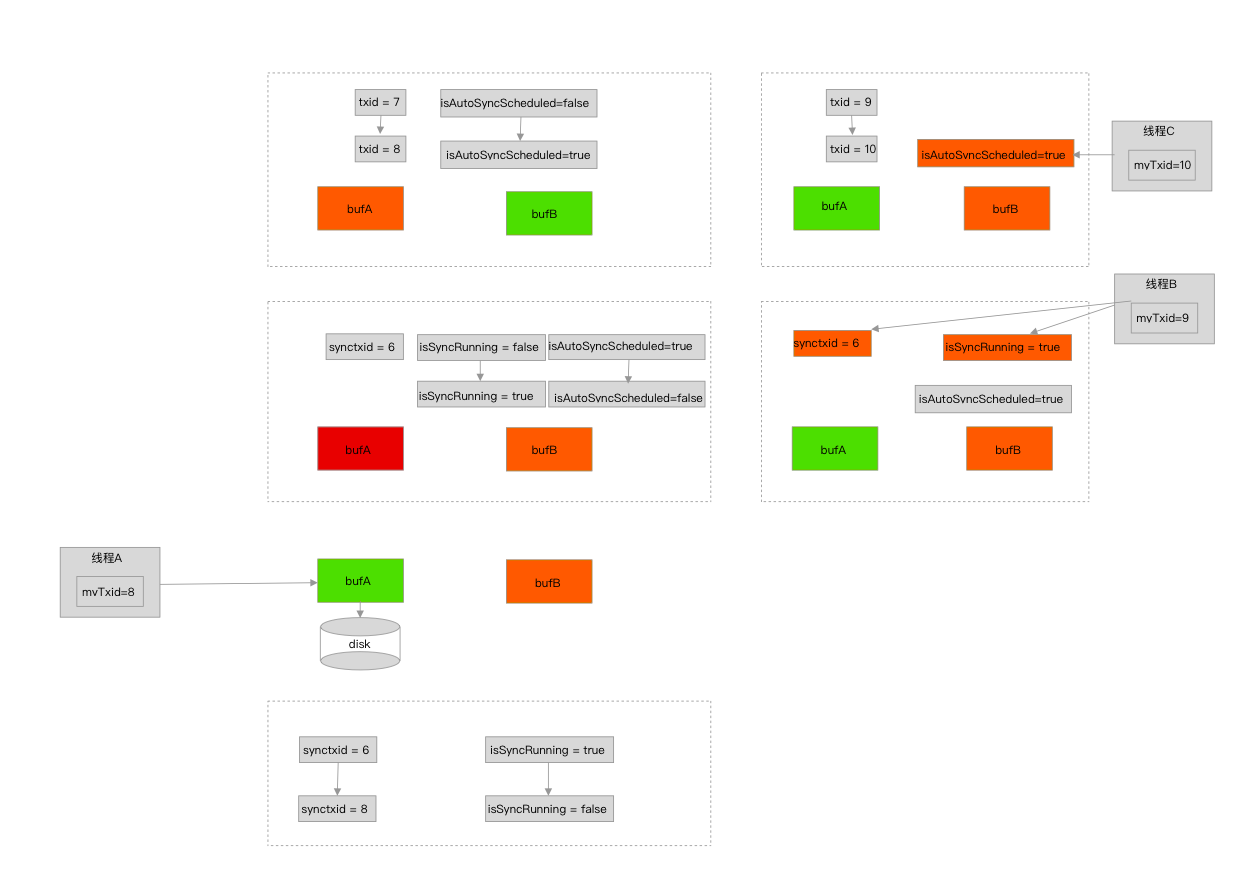 txid = 7
isAutoSyncScheduled=false
txid = 8
isAutoSyncScheduled=true
bufA
bufB
txid = 9
txid = 10
isAutoSyncScheduled=true
bufA
bufB
线程C
myTxid=10
synctxid = 6
isSyncRunning = false
isAutoSyncScheduled=true
isSyncRunning = true
isAutoSyncScheduled=false
bufA
bufB
synctxid = 6
isSyncRunning = true
isAutoSyncScheduled=true
bufA
bufB
线程B
myTxid=9
线程A
myTxid=8
bufA
bufB
disk
synctxid = 6
isSyncRunning = true
synctxid = 8
isSyncRunning = false